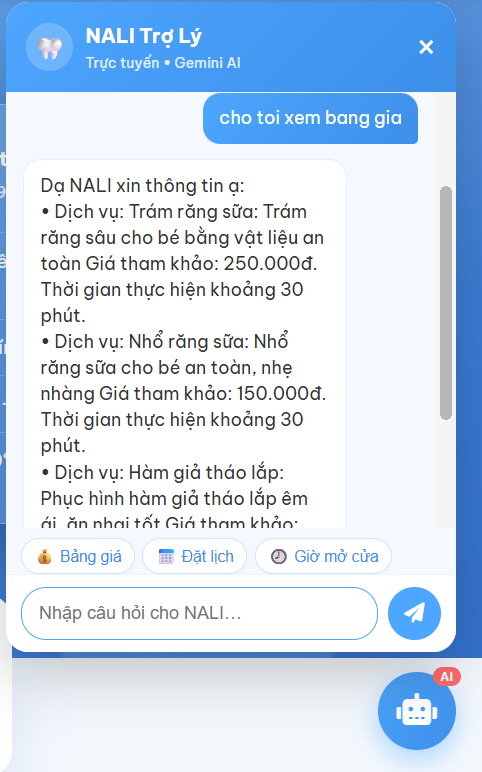 NALI Trợ Lý
Trực tuyến • Gemini AI
×
cho toi xem bang gia
Dạ NALI xin thông tin ạ:
• Dịch vụ: Trám răng sữa: Trám
răng sâu cho bé bằng vật liệu an
toàn Giá tham khảo: 250.000đ.
Thời gian thực hiện khoảng 30
phút.
• Dịch vụ: Nhổ răng sữa: Nhổ
răng sữa cho bé an toàn, nhẹ
nhàng Giá tham khảo: 150.000đ.
Thời gian thực hiện khoảng 30
phút.
• Dịch vụ: Hàm giả tháo lắp:
Phục hình hàm giả tháo lắp êm
ái, ăn nhai tốt Giá tham khảo:
Bảng giá
Đặt lịch
Giờ mở cửa
Nhập câu hỏi cho NALI...
AI